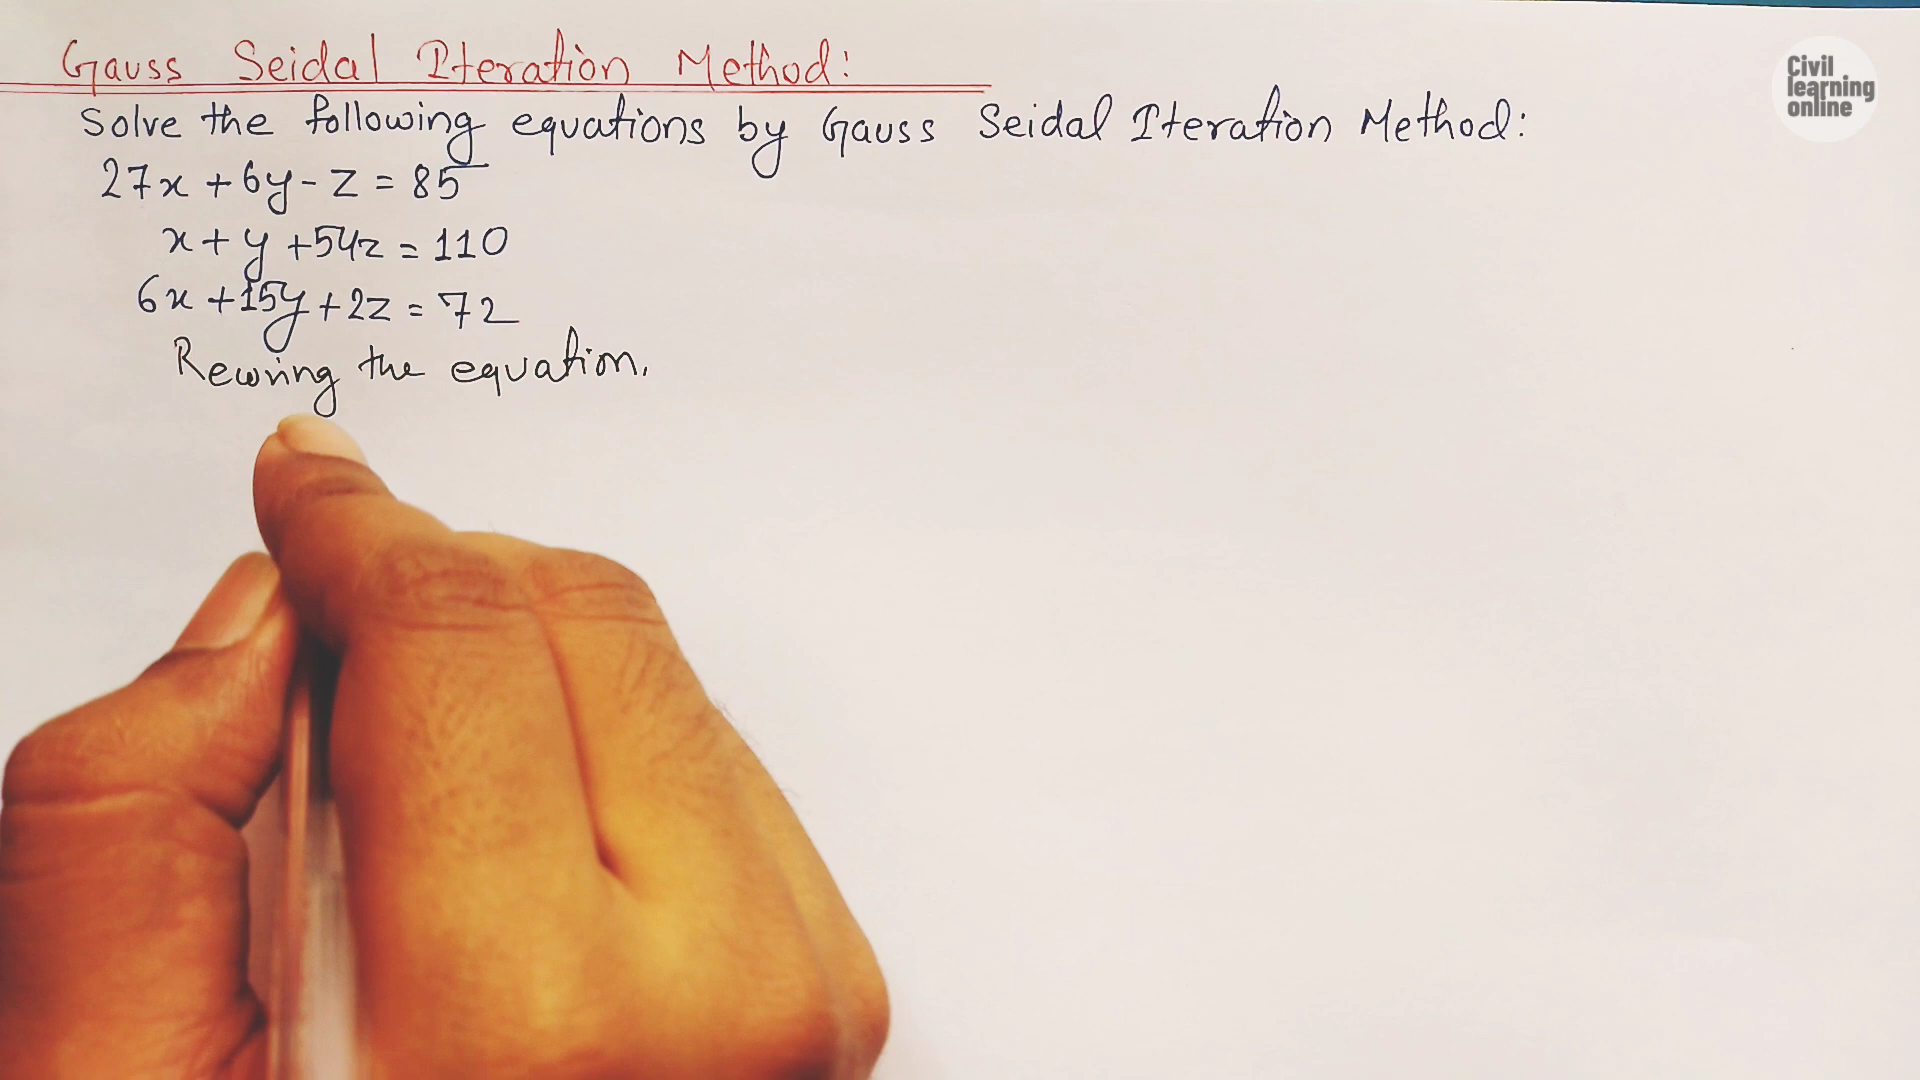 Gauss Seidal Iteration Method:
Solve the following equations by Gauss Seidal Iteration Method:
27x + 6y - z = 85
x + y + 54z = 110
6x + 15y + 2z = 72
Rewring the equation,
Civil
learning
online